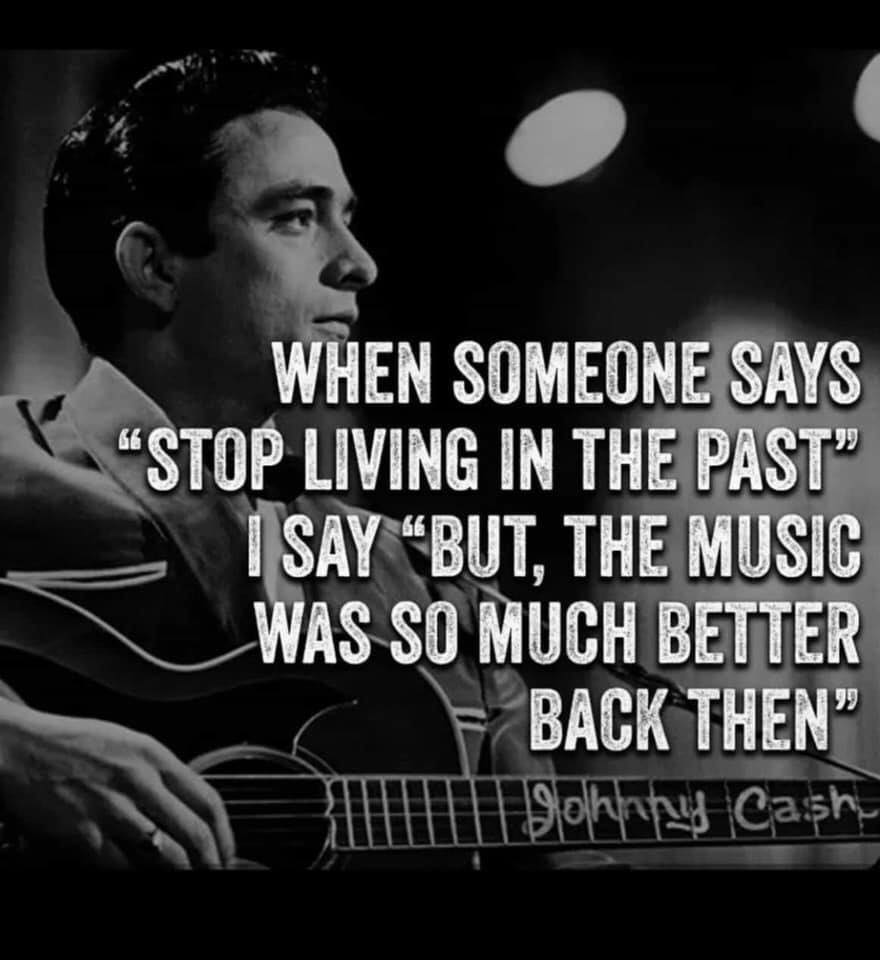 WHEN SOMEONE SAYS
“STOP LIVING IN THE PAST”
I SAY “BUT, THE MUSIC
WAS SO MUCH BETTER
BACK THEN”
Johnny Cash